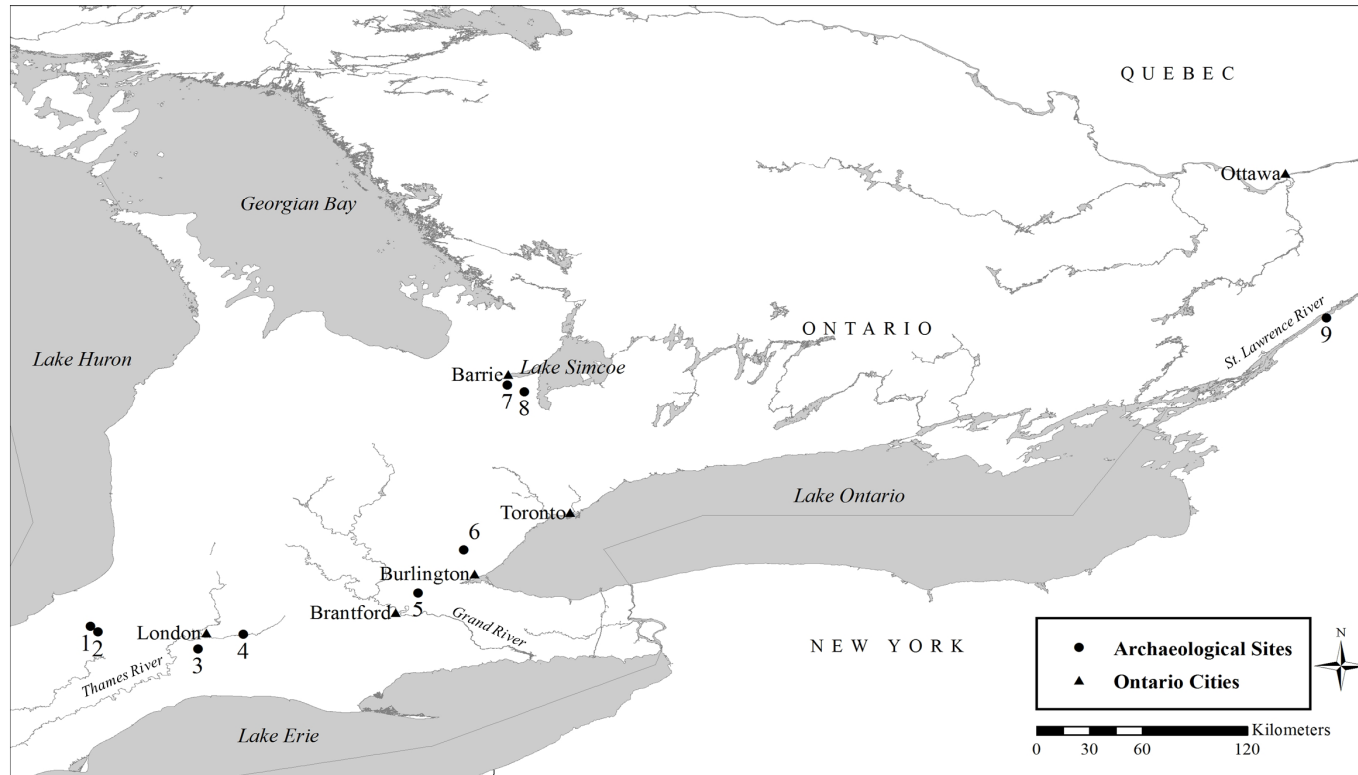 QUEBEC
Ottawa
Georgian Bay
St. Lawrence River
9
ONTARIO
Lake Huron
Barrie
Lake Simcoe
7
8
Lake Ontario
Toronto
6
Burlington
5
Brantford
Grand River
London
1
2
3
4
Thames River
NEW YORK
Lake Erie
Archaeological Sites
Ontario Cities
N
Kilometers
0 30 60 120